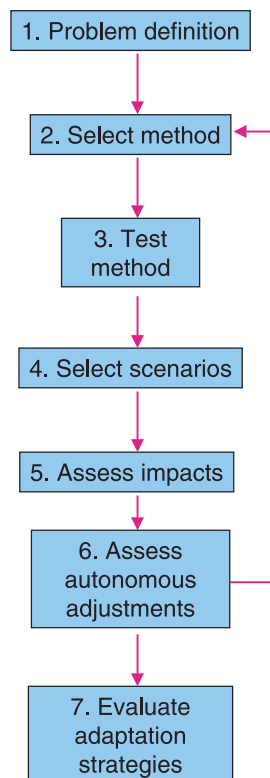 1. Problem definition
2. Select method
3. Test
method
4. Select scenarios
5. Assess impacts
6. Assess
autonomous
adjustments
7. Evaluate
adaptation
strategies